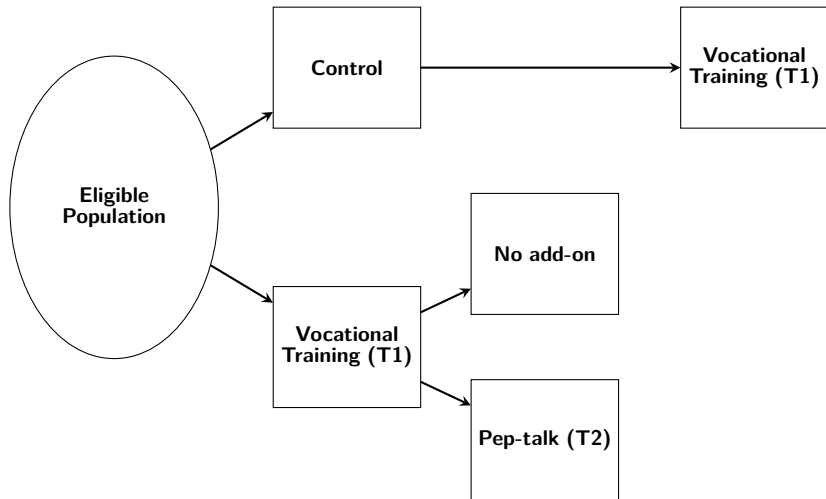 Control
Vocational
Training (T1)
Eligible
Population
No add-on
Vocational
Training (T1)
Pep-talk (T2)